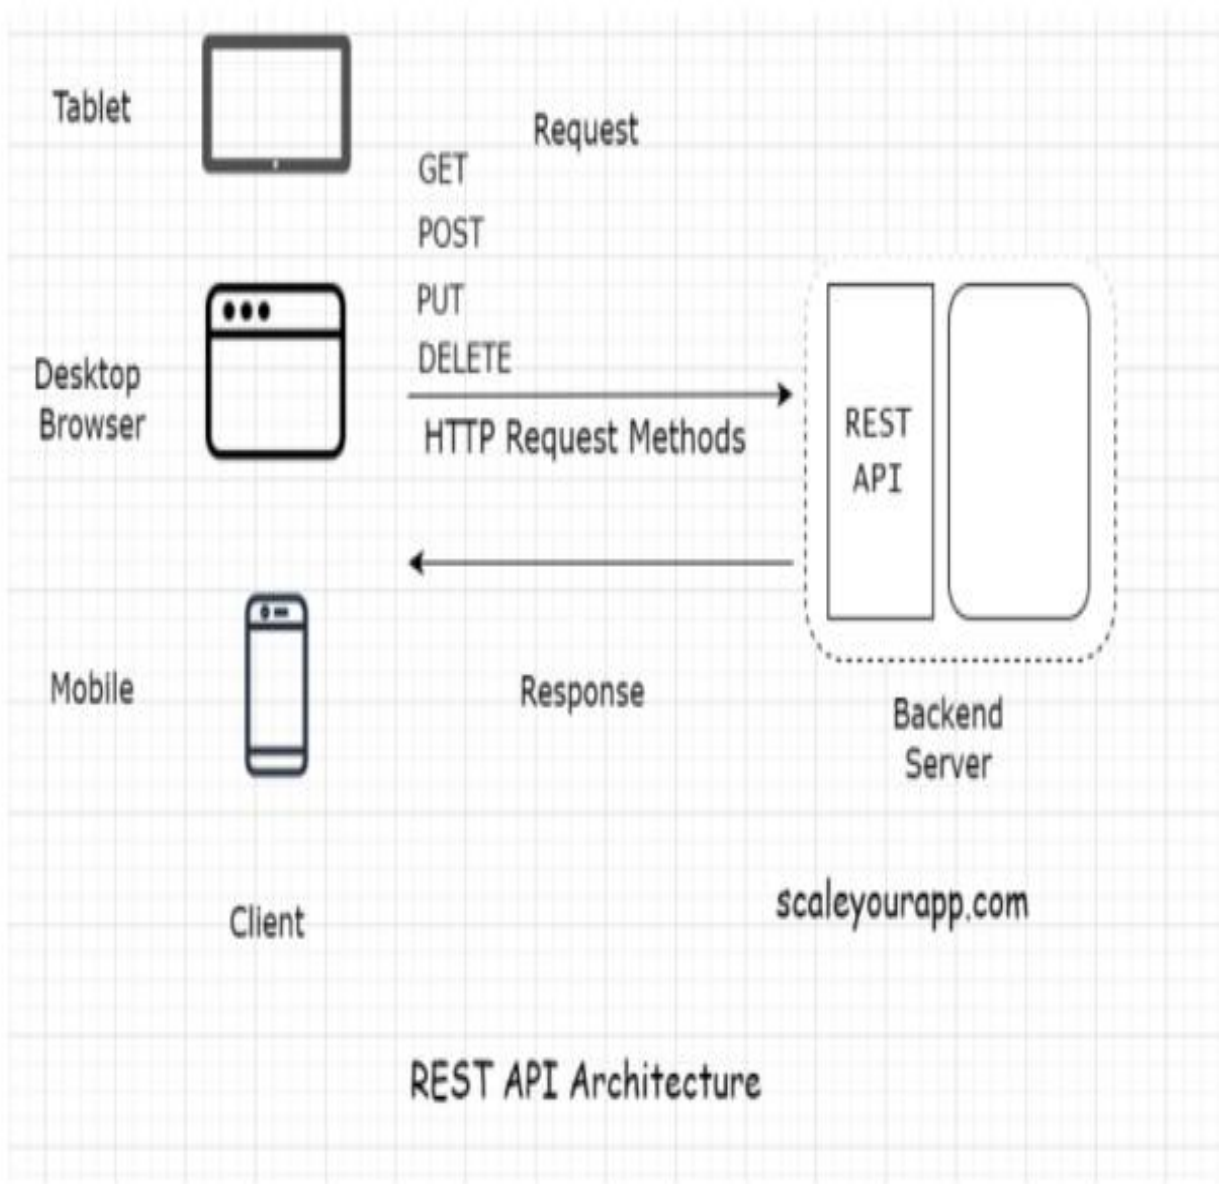 Tablet
Request
GET
POST
PUT
DELETE
Desktop
Browser
HTTP Request Methods
REST
API
Mobile
Response
Backend
Server
Client
scaleyourapp.com
REST API Architecture